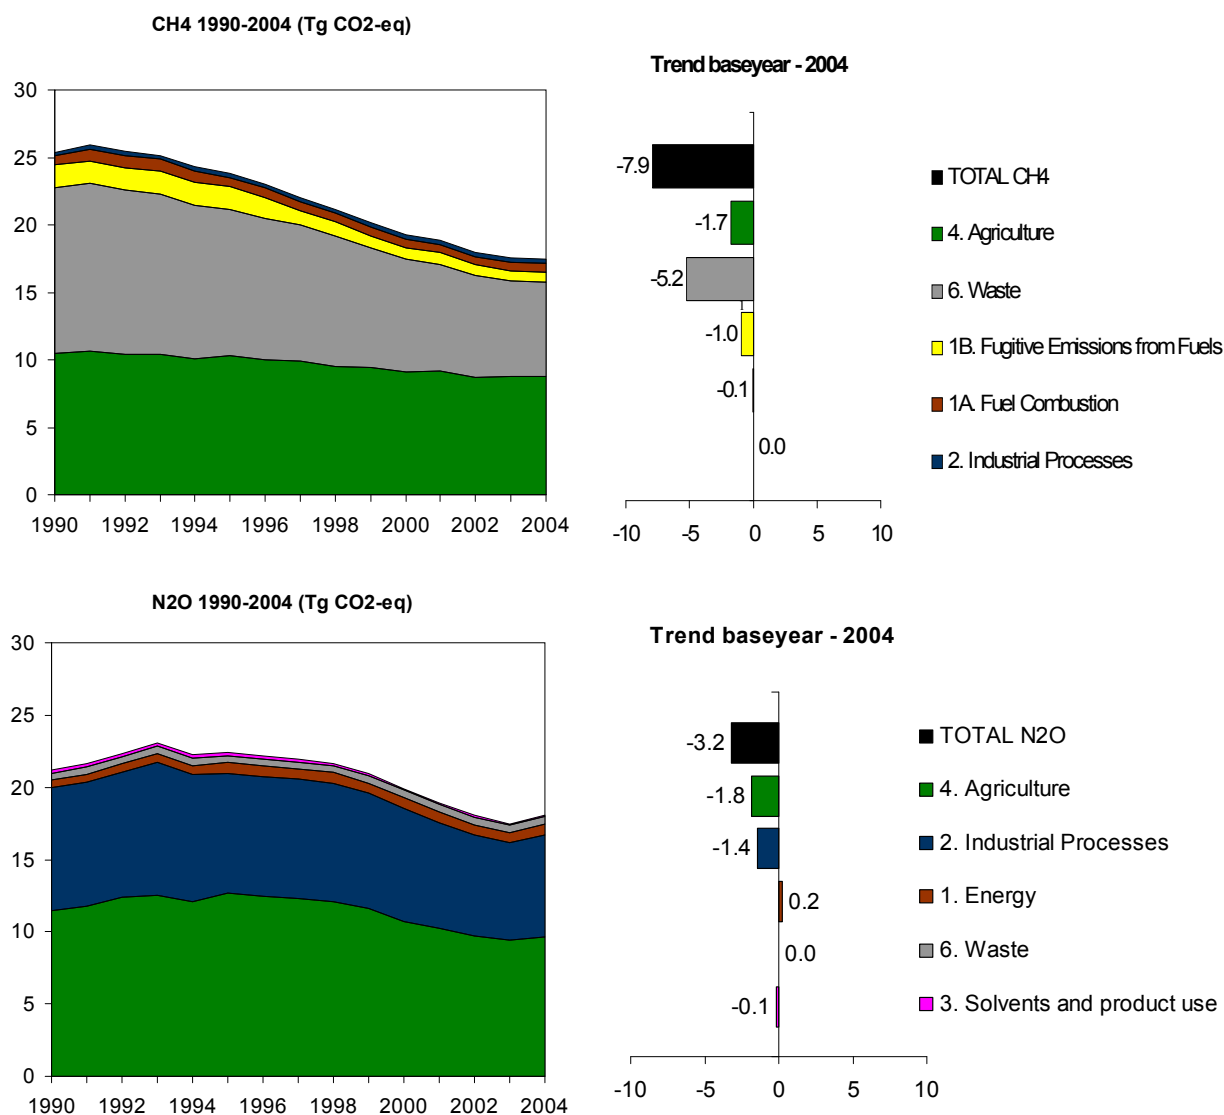 CH4 1990-2004 (Tg CO2-eq)
30
25
20
15
10
5
0
1990 1992 1994 1996 1998 2000 2002 2004
Trend baseyear - 2004
-7.9
-1.7
-5.2
-1.0
-0.1
0.0
-10 -5 0 5 10
TOTAL CH4
4. Agriculture
6. Waste
1B. Fugitive Emissions from Fuels
1A. Fuel Combustion
2. Industrial Processes
N2O 1990-2004 (Tg CO2-eq)
30
25
20
15
10
5
0
1990 1992 1994 1996 1998 2000 2002 2004
Trend baseyear - 2004
-3.2
-1.8
-1.4
0.2
0.0
-0.1
-10 -5 0 5 10
TOTAL N2O
4. Agriculture
2. Industrial Processes
1. Energy
6. Waste
3. Solvents and product use